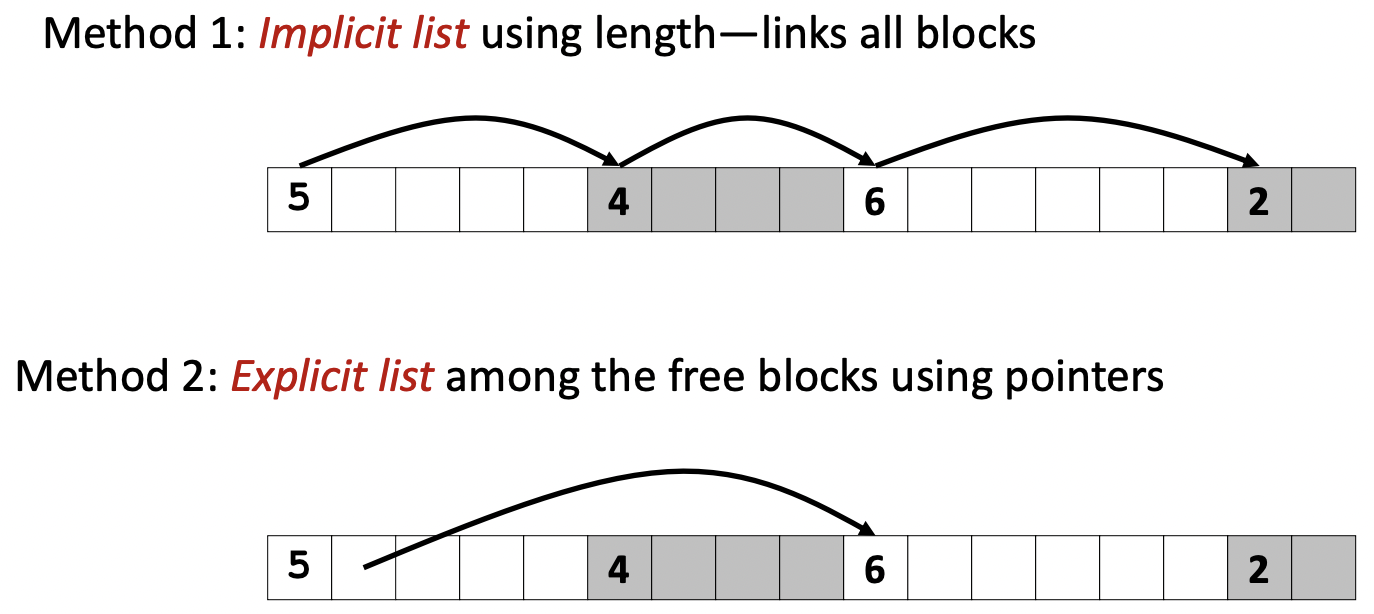 Method 1: Implicit list using length—links all blocks
5 4 6 2
Method 2: Explicit list among the free blocks using pointers
5 4 6 2